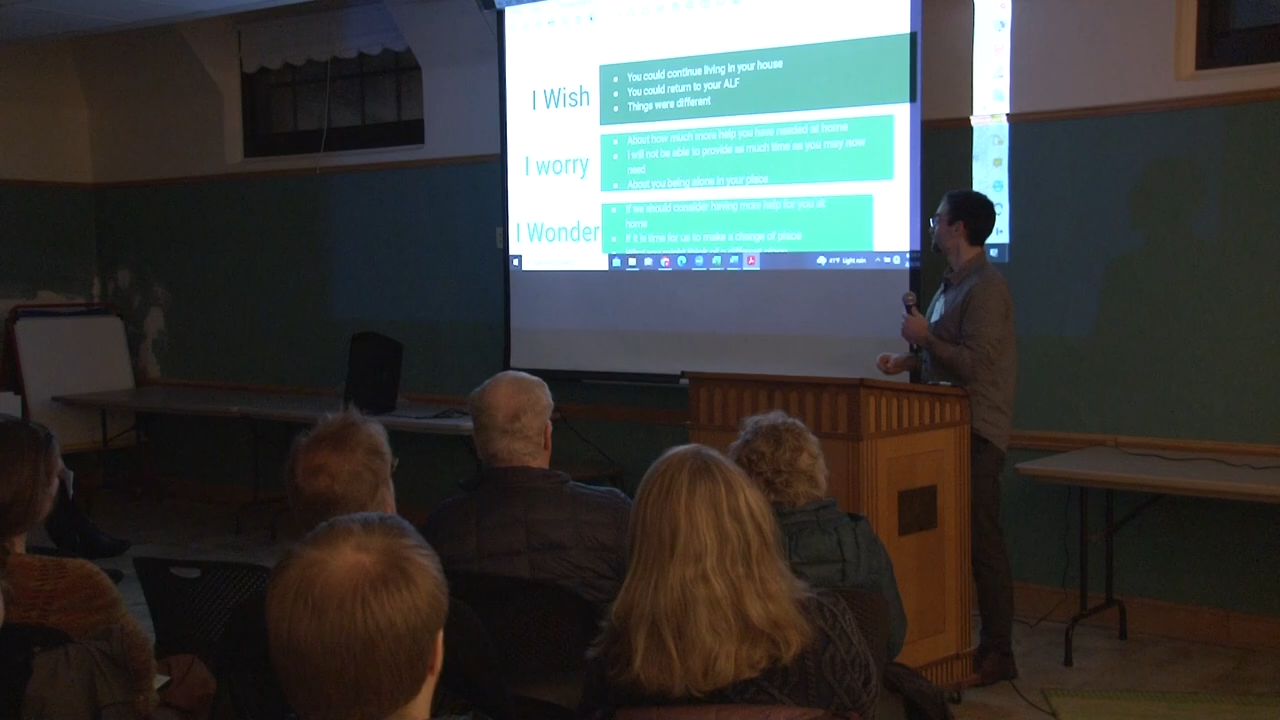 I Wish
You could continue living in your house
You could return to your ALF
Things were different
I worry
About how much more help you have needed at home
I will not be able to provide as much time as you may now
need
About you being alone in your place
I Wonder
If we should consider having more help for you at
home
If it is time for us to make a change of place
41°F Light rain